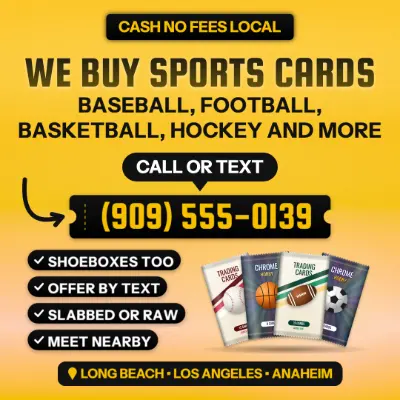 CASH NO FEES LOCAL
WE BUY SPORTS CARDS
BASEBALL, FOOTBALL,
BASKETBALL, HOCKEY AND MORE
CALL OR TEXT
(909) 555-0139
✓ SHOEBOXES TOO
✓ OFFER BY TEXT
✓ SLABBED OR RAW
✓ MEET NEARBY
TRADING
CARDS
CHROME
TRADING
CARDS
CHROME
LONG BEACH • LOS ANGELES • ANAHEIM